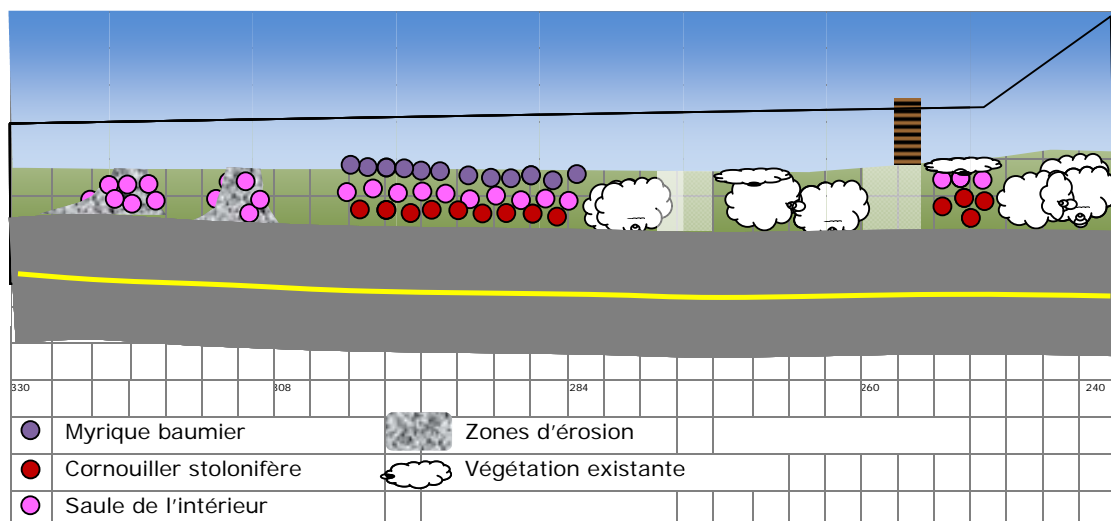 330 308 284 260 240
Myrique baumier Zones d'érosion
Cornouiller stolonifère Végétation existante
Saule de l'intérieur